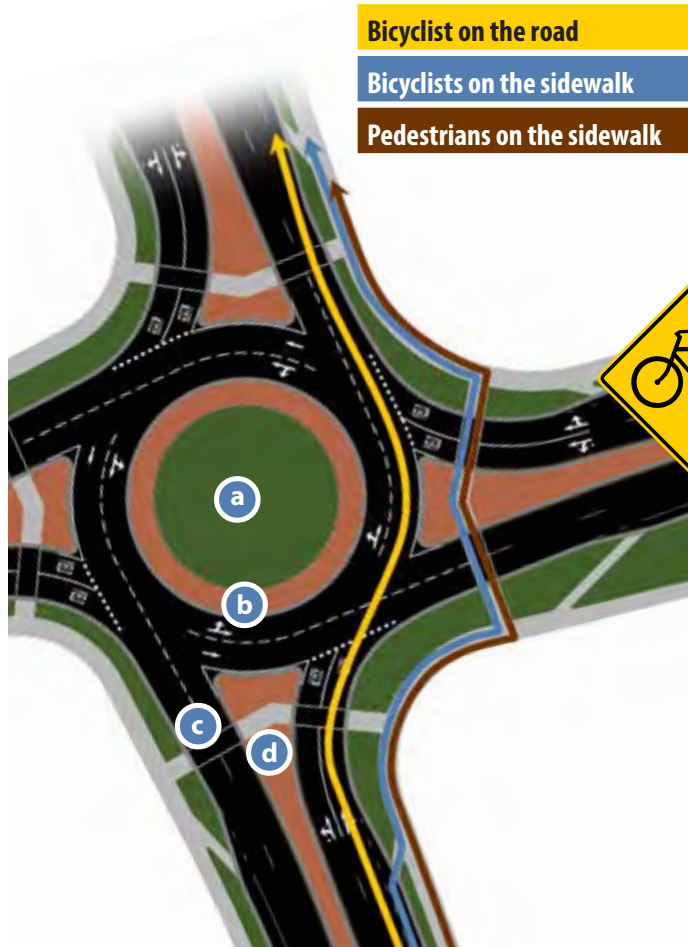 Bicyclist on the road
Bicyclists on the sidewalk
Pedestrians on the sidewalk
a
b
c
d